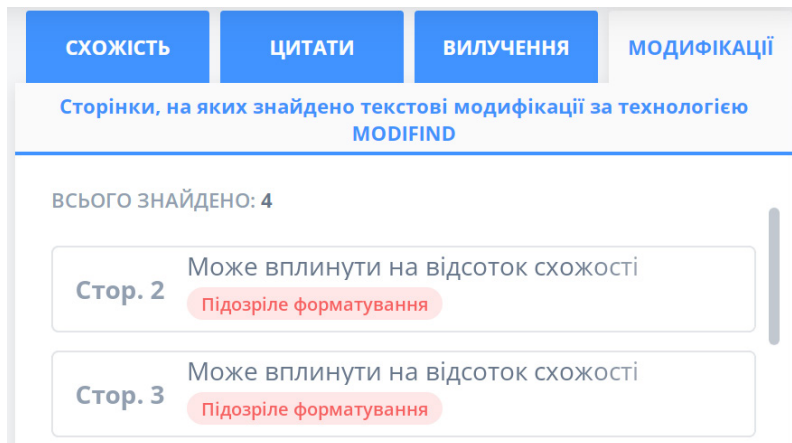 СХОЖІСТЬ ЦИТАТИ ВИЛУЧЕННЯ МОДИФІКАЦІЇ
Сторінки, на яких знайдено текстові модифікації за технологією
MODIFIND
ВСЬОГО ЗНАЙДЕНО: 4
Стор. 2
Може вплинути на відсоток схожості
Підозріле форматування
Стор. 3
Може вплинути на відсоток схожості
Підозріле форматування